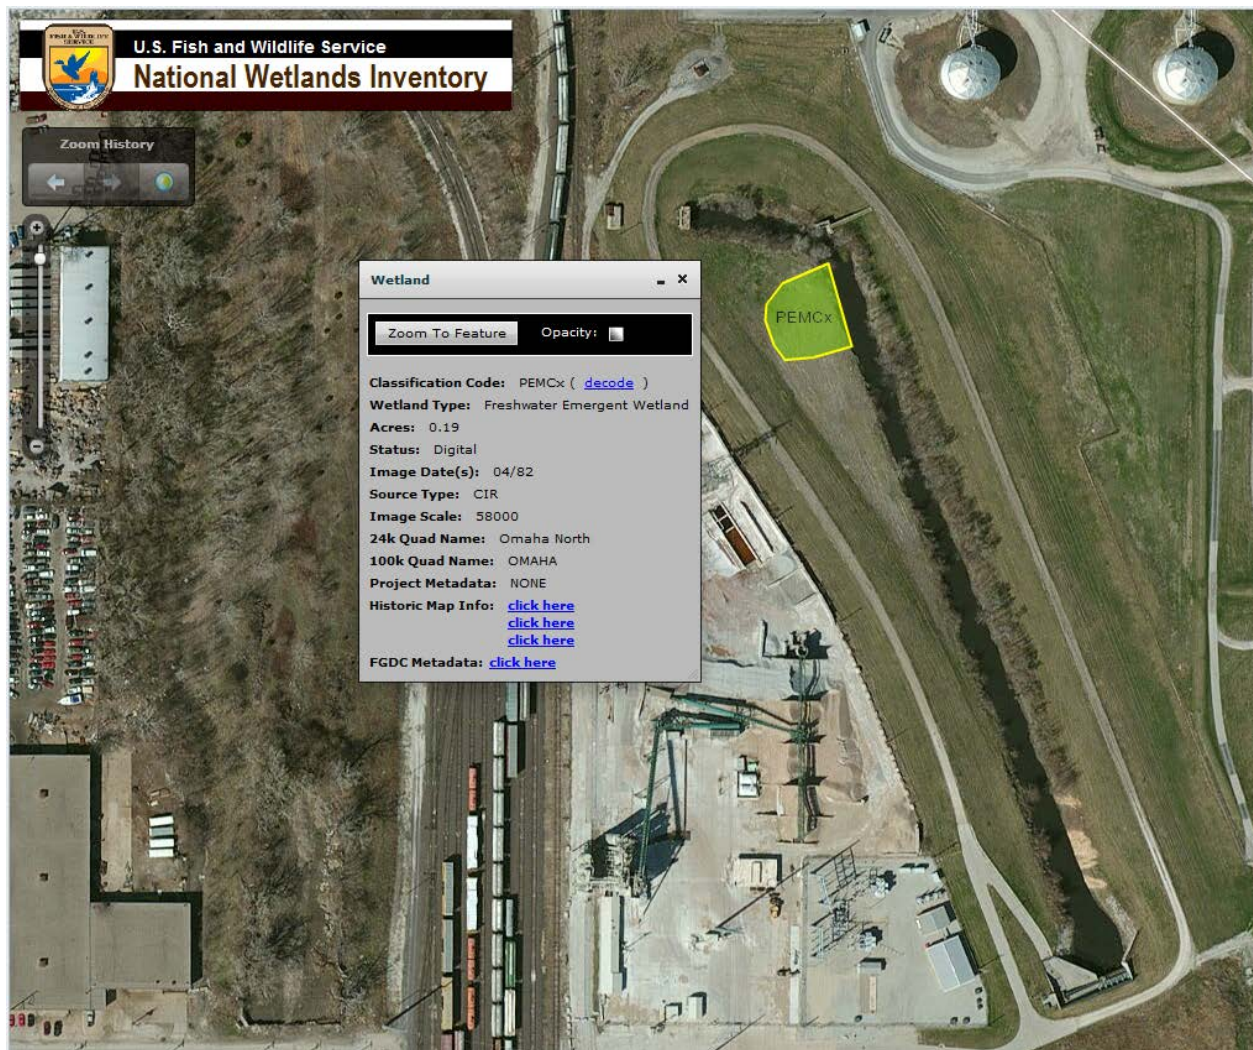 U.S.
FISH & WILDLIFE
SERVICE
U.S. Fish and Wildlife Service
National Wetlands Inventory
Zoom History
Wetland
Zoom To Feature Opacity:
Classification Code: PEMCx ( decode )
Wetland Type: Freshwater Emergent Wetland
Acres: 0.19
Status: Digital
Image Date(s): 04/82
Source Type: CIR
Image Scale: 58000
24k Quad Name: Omaha North
100k Quad Name: OMAHA
Project Metadata: NONE
Historic Map Info: click here
click here
click here
FGDC Metadata: click here
PEMCx